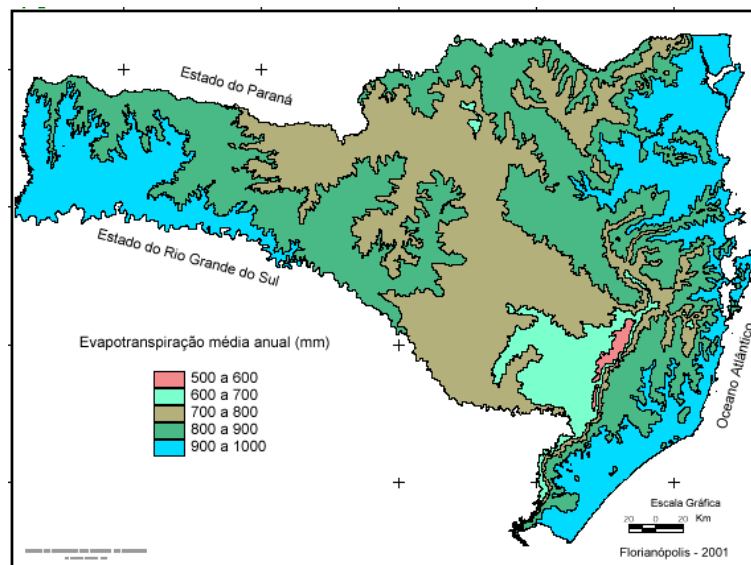 Estado do Paraná
Estado do Rio Grande do Sul
Oceano Atlântico
Evapotranspiração média anual (mm)
500 a 600
600 a 700
700 a 800
800 a 900
900 a 1000
Escala Gráfica
20 0 20 Km
Florianópolis - 2001